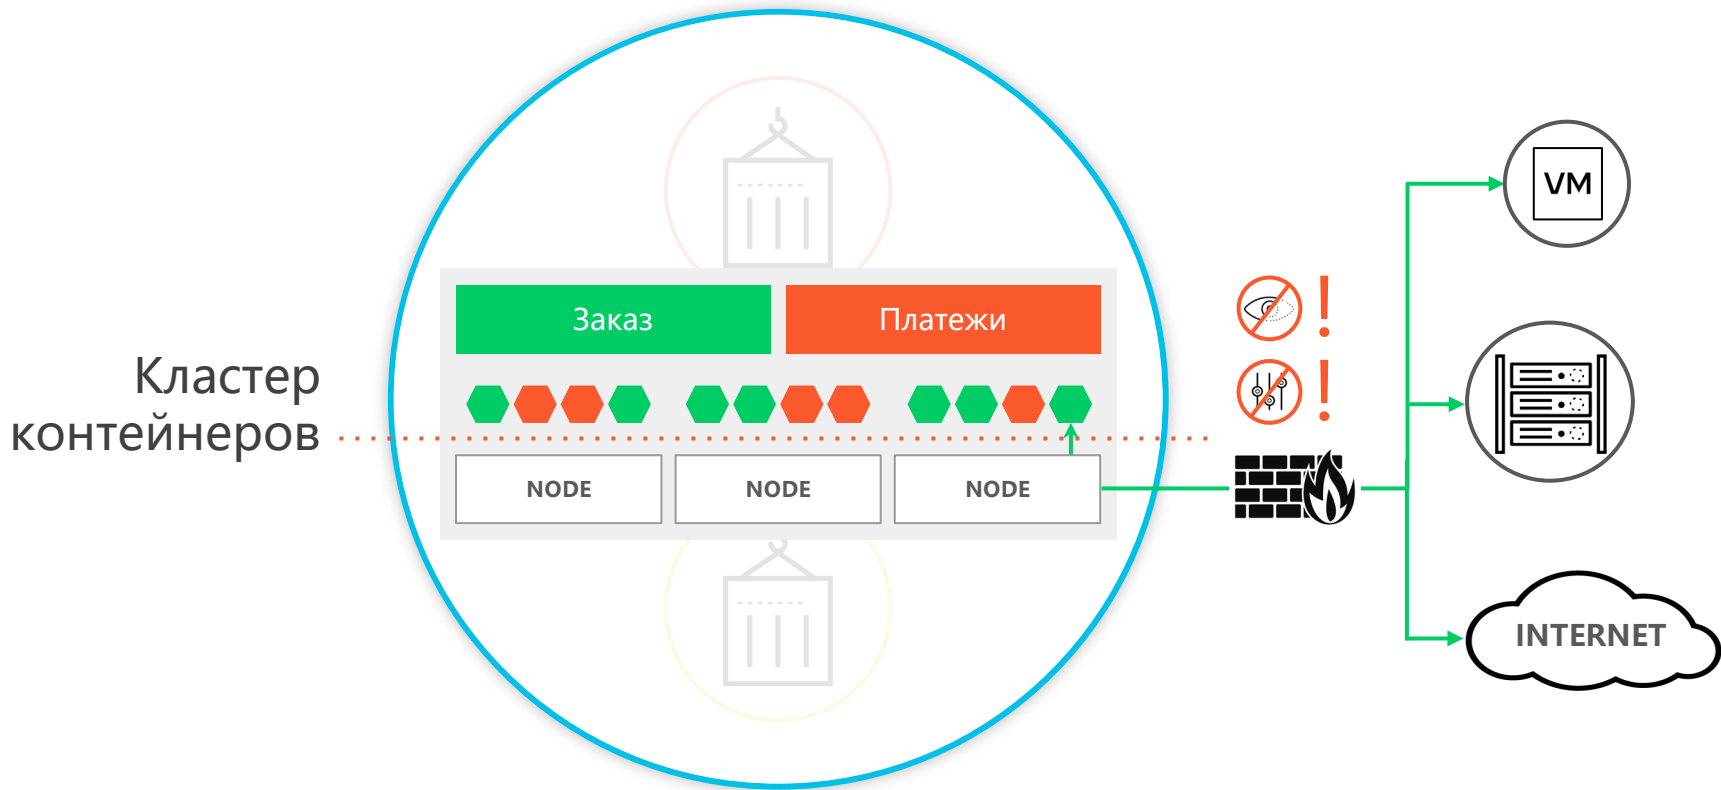 VM
Заказ
Платежи
Кластер
контейнеров
NODE
NODE
NODE
INTERNET